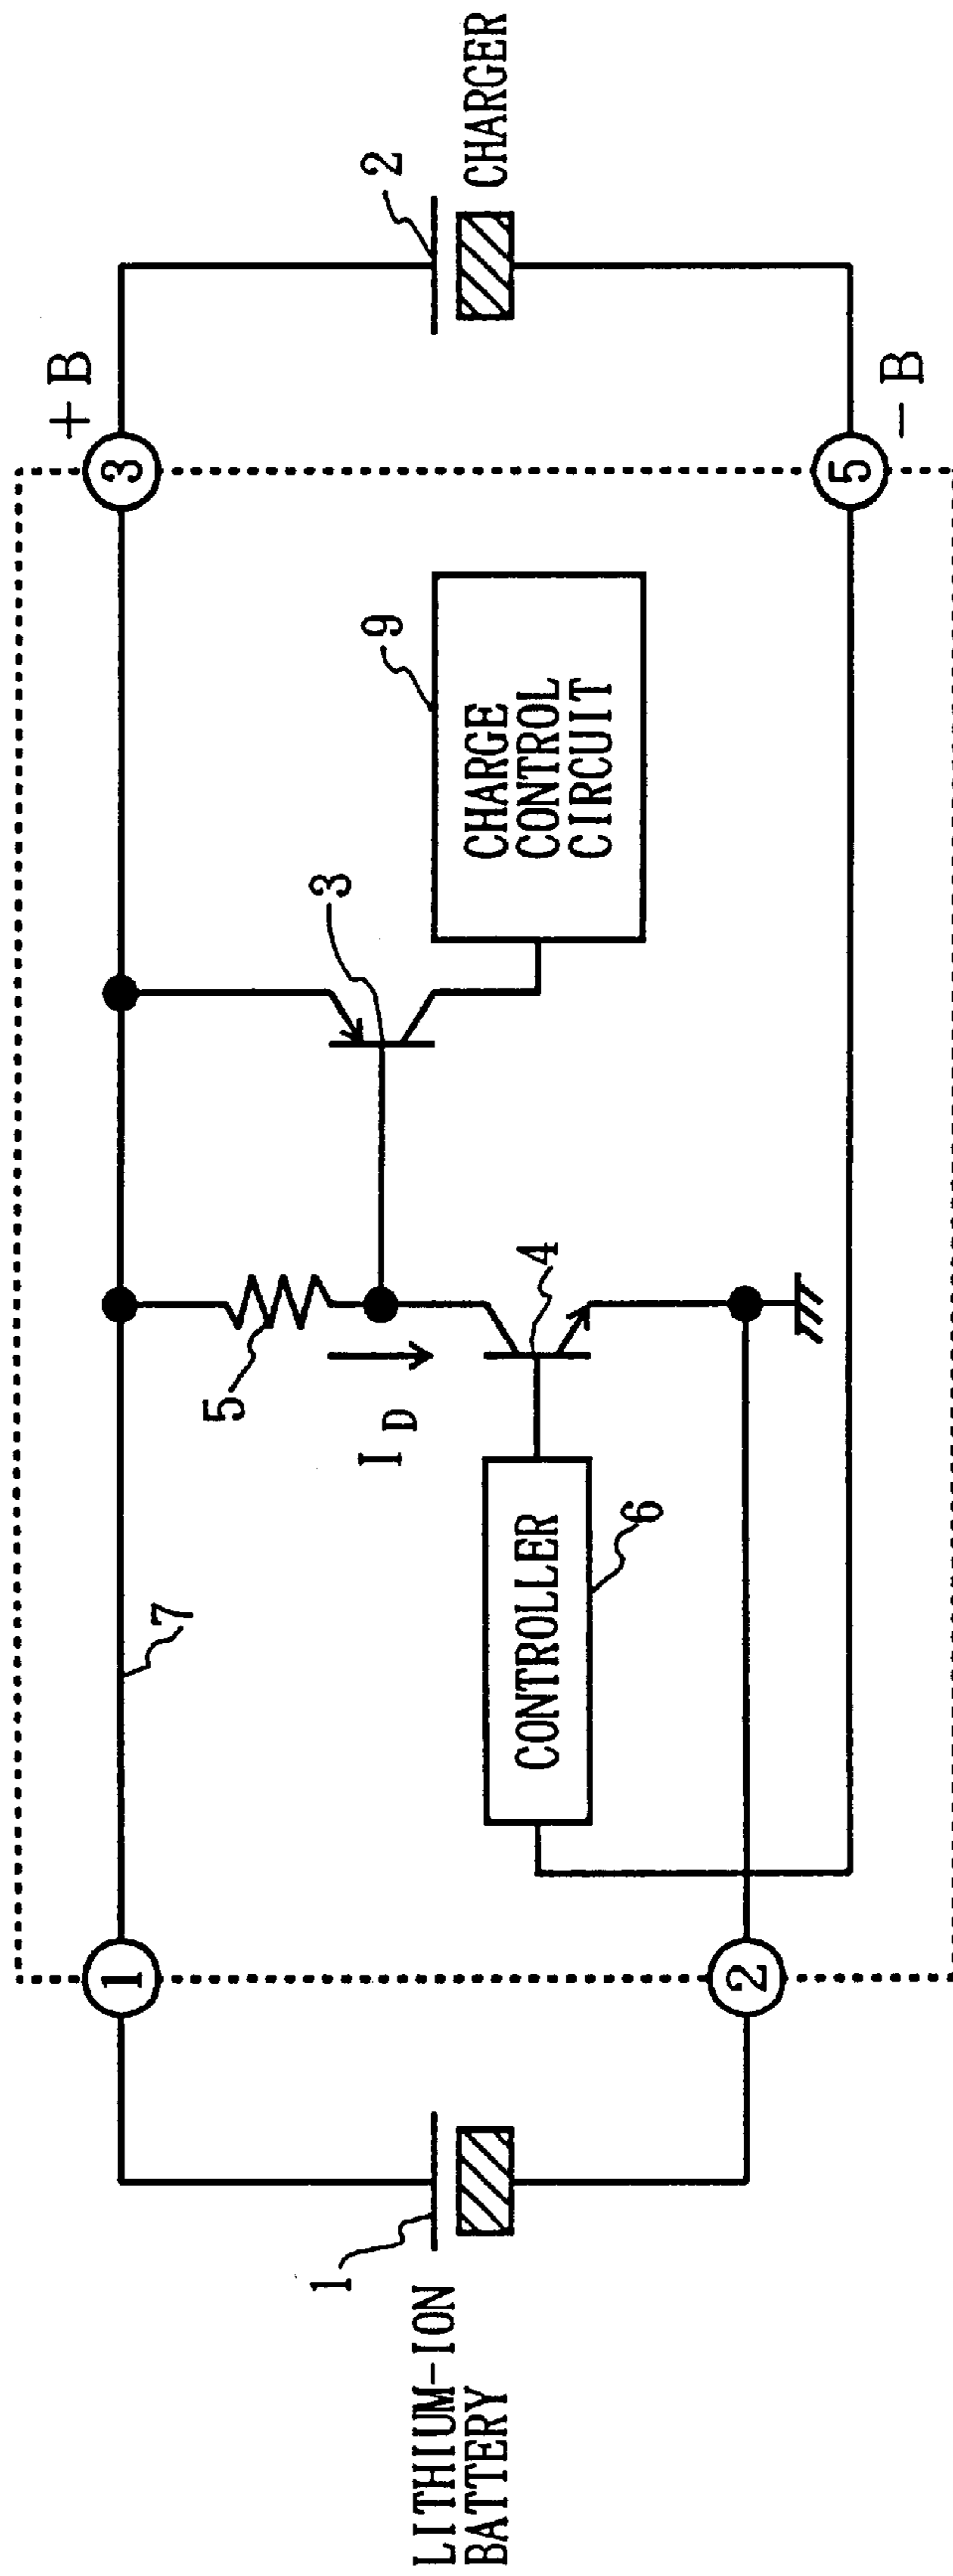 +B
3
2
CHARGER
7
5
I D
3
9
CHARGE
CONTROL
CIRCUIT
4
CONTROLLER
6
1
2
5
-B
1
LITHIUM-ION
BATTERY